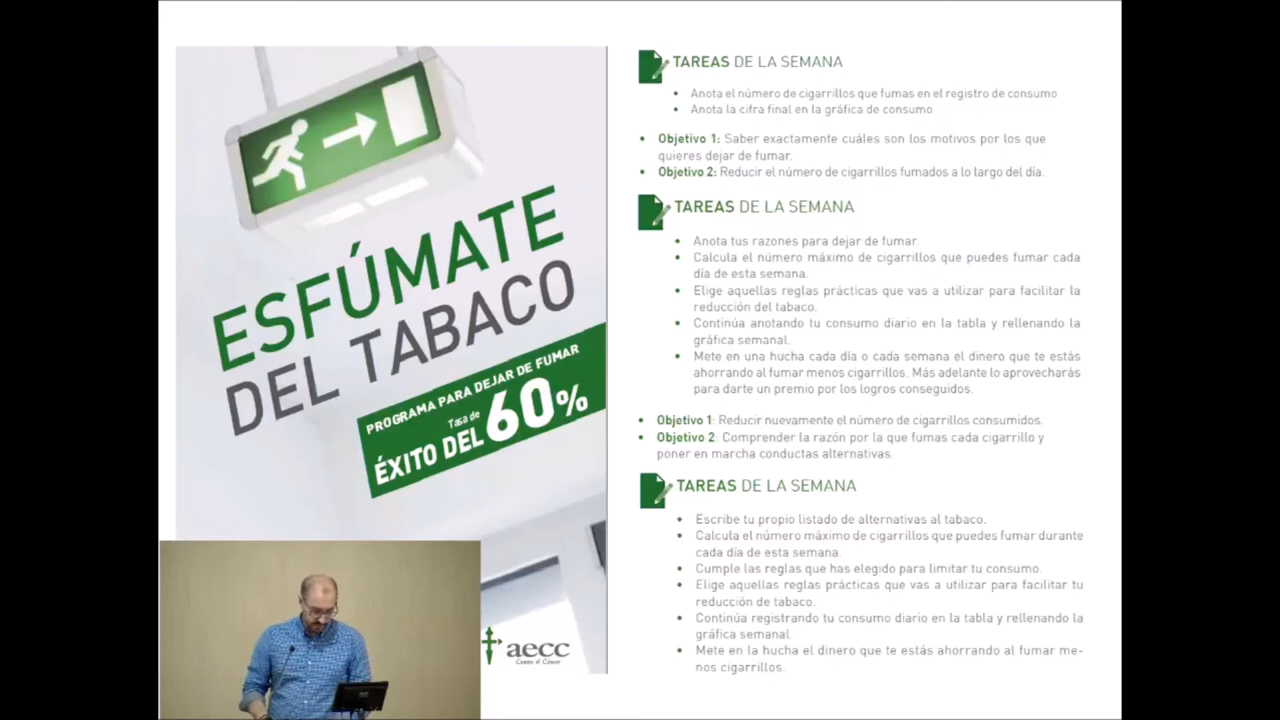 ESFÚMATE
DEL TABACO
PROGRAMA PARA DEJAR DE FUMAR
Tasa de
ÉXITO DEL 60%
aecc
Contra el Cáncer
TAREAS DE LA SEMANA
• Anota el número de cigarrillos que fumas en el registro de consumo
• Anota la cifra final en la gráfica de consumo
• Objetivo 1: Saber exactamente cuáles son los motivos por los que
quieres dejar de fumar.
• Objetivo 2: Reducir el número de cigarrillos fumados a lo largo del día.
TAREAS DE LA SEMANA
• Anota tus razones para dejar de fumar.
• Calcula el número máximo de cigarrillos que puedes fumar cada
día de esta semana.
• Elige aquellas reglas prácticas que vas a utilizar para facilitar la
reducción del tabaco.
• Continúa anotando tu consumo diario en la tabla y rellenando la
gráfica semanal.
• Mete en una hucha cada día o cada semana el dinero que te estás
ahorrando al fumar menos cigarrillos. Más adelante lo aprovecharás
para darte un premio por los logros conseguidos.
• Objetivo 1: Reducir nuevamente el número de cigarrillos consumidos.
• Objetivo 2: Comprender la razón por la que fumas cada cigarrillo y
poner en marcha conductas alternativas.
TAREAS DE LA SEMANA
• Escribe tu propio listado de alternativas al tabaco.
• Calcula el número máximo de cigarrillos que puedes fumar durante
cada día de esta semana.
• Cumple las reglas que has elegido para limitar tu consumo.
• Elige aquellas reglas prácticas que vas a utilizar para facilitar tu
reducción de tabaco.
• Continúa registrando tu consumo diario en la tabla y rellenando la
gráfica semanal.
• Mete en la hucha el dinero que te estás ahorrando al fumar me-
nos cigarrillos.